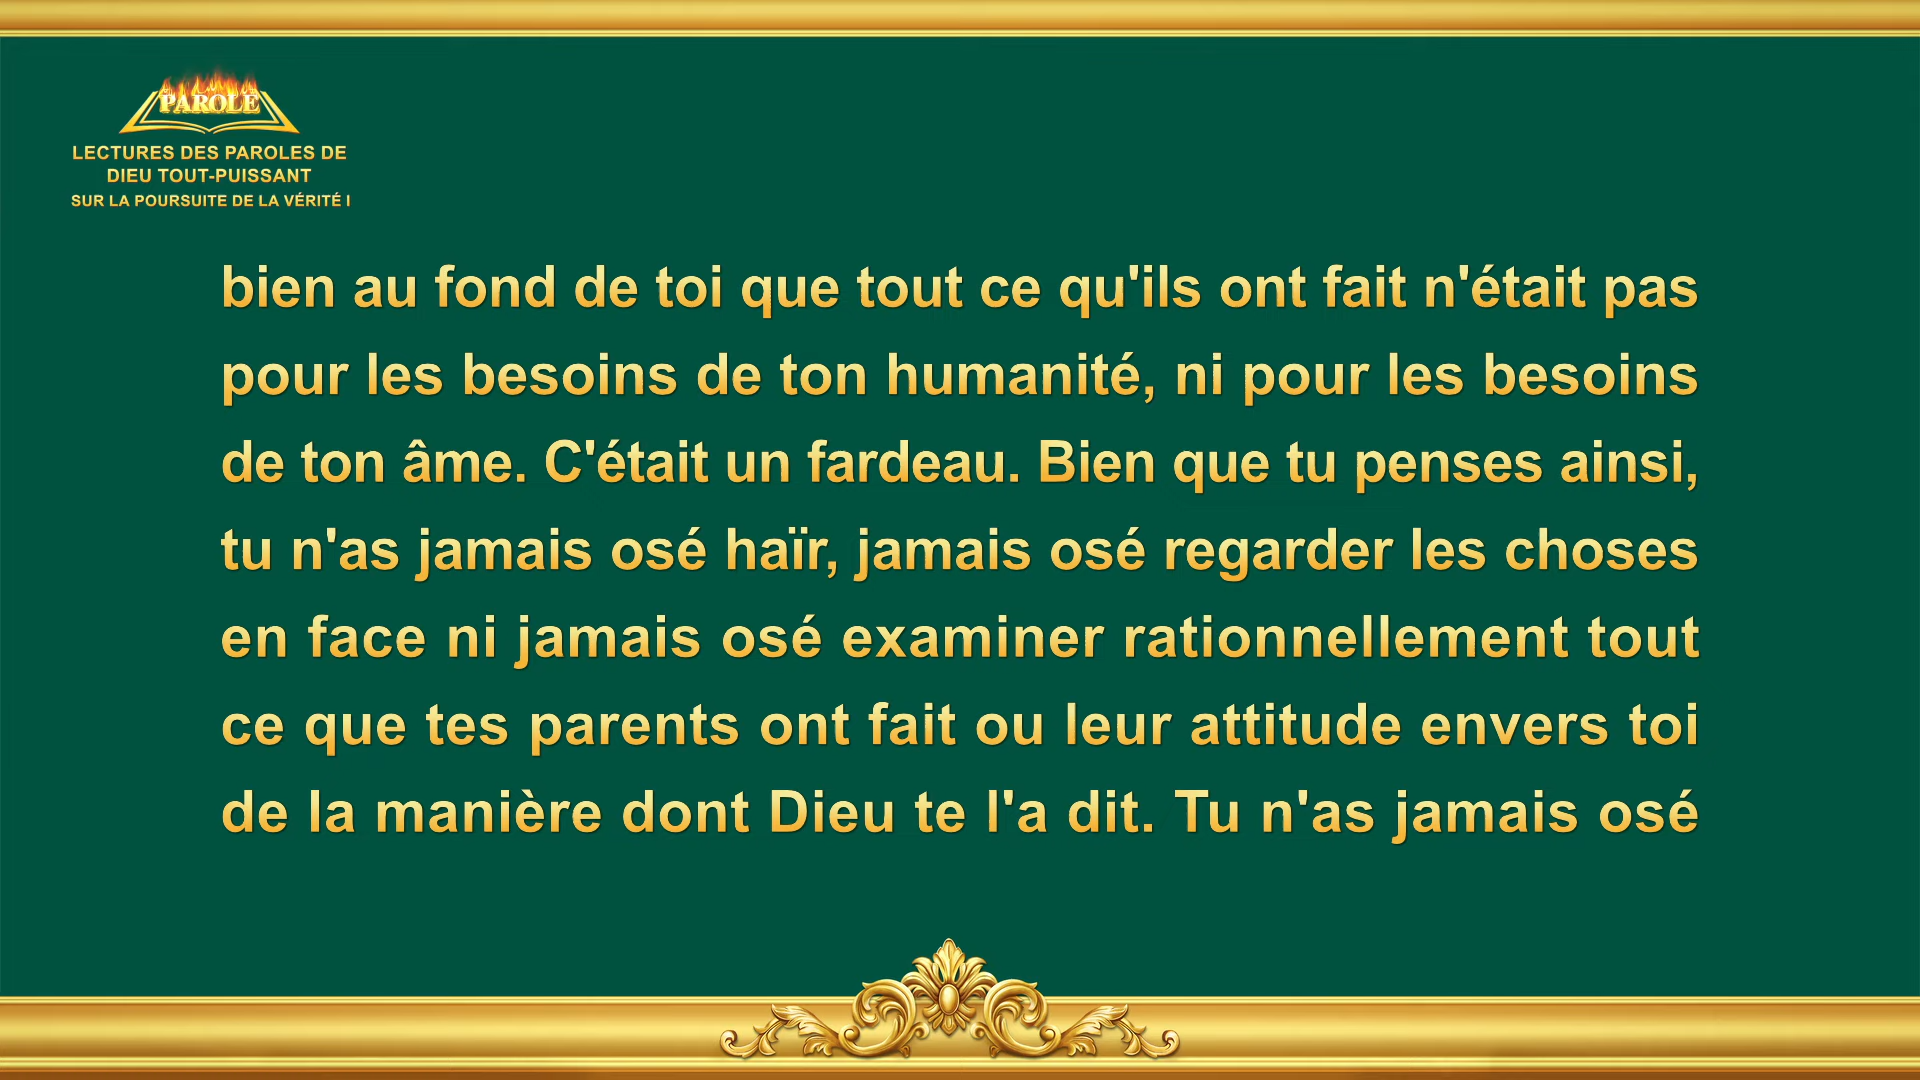 PAROLE
LECTURES DES PAROLES DE
DIEU TOUT-PUISSANT
SUR LA POURSUITE DE LA VÉRITÉ I
bien au fond de toi que tout ce qu'ils ont fait n'était pas
pour les besoins de ton humanité, ni pour les besoins
de ton âme. C'était un fardeau. Bien que tu penses ainsi,
tu n'as jamais osé haïr, jamais osé regarder les choses
en face ni jamais osé examiner rationnellement tout
ce que tes parents ont fait ou leur attitude envers toi
de la manière dont Dieu te l'a dit. Tu n'as jamais osé